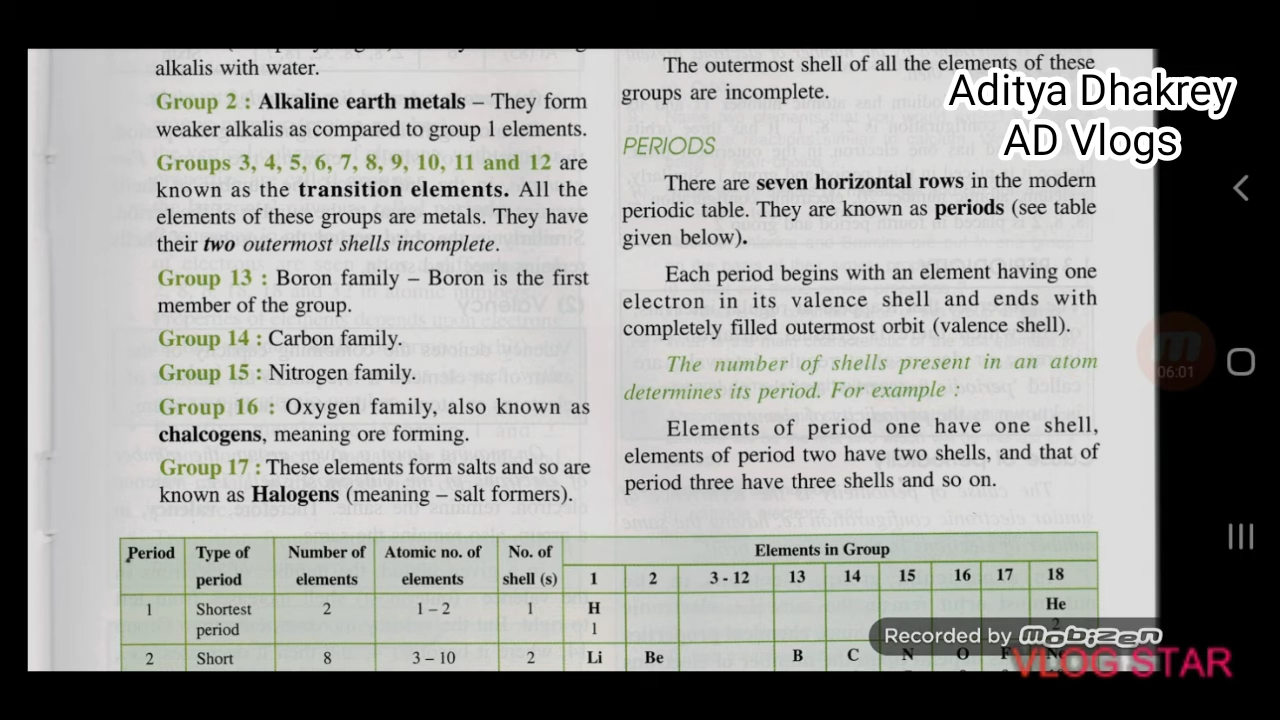 alkalis with water.
Group 2 : Alkaline earth metals – They form
weaker alkalis as compared to group 1 elements.
Groups 3, 4, 5, 6, 7, 8, 9, 10, 11 and 12 are
known as the transition elements. All the
elements of these groups are metals. They have
their two outermost shells incomplete.
Group 13 : Boron family – Boron is the first
member of the group.
Group 14 : Carbon family.
Group 15 : Nitrogen family.
Group 16 : Oxygen family, also known as
chalcogens, meaning ore forming.
Group 17 : These elements form salts and so are
known as Halogens (meaning – salt formers).
The outermost shell of all the elements of these
groups are incomplete.
PERIODS
There are seven horizontal rows in the modern
periodic table. They are known as periods (see table
given below).
Each period begins with an element having one
electron in its valence shell and ends with
completely filled outermost orbit (valence shell).
The number of shells present in an atom
determines its period. For example :
Elements of period one have one shell,
elements of period two have two shells, and that of
period three have three shells and so on.
Aditya Dhakrey
AD Vlogs
06:01
Period Type of Number of Atomic no. of No. of Elements in Group
period elements elements shell (s) 1 2 3 - 12 13 14 15 16 17 18
1 Shortest 2 1 – 2 1 H He
period 1 2
2 Short 8 3 – 10 2 Li Be B C N O F
Recorded by Mobizen
VLOG STAR